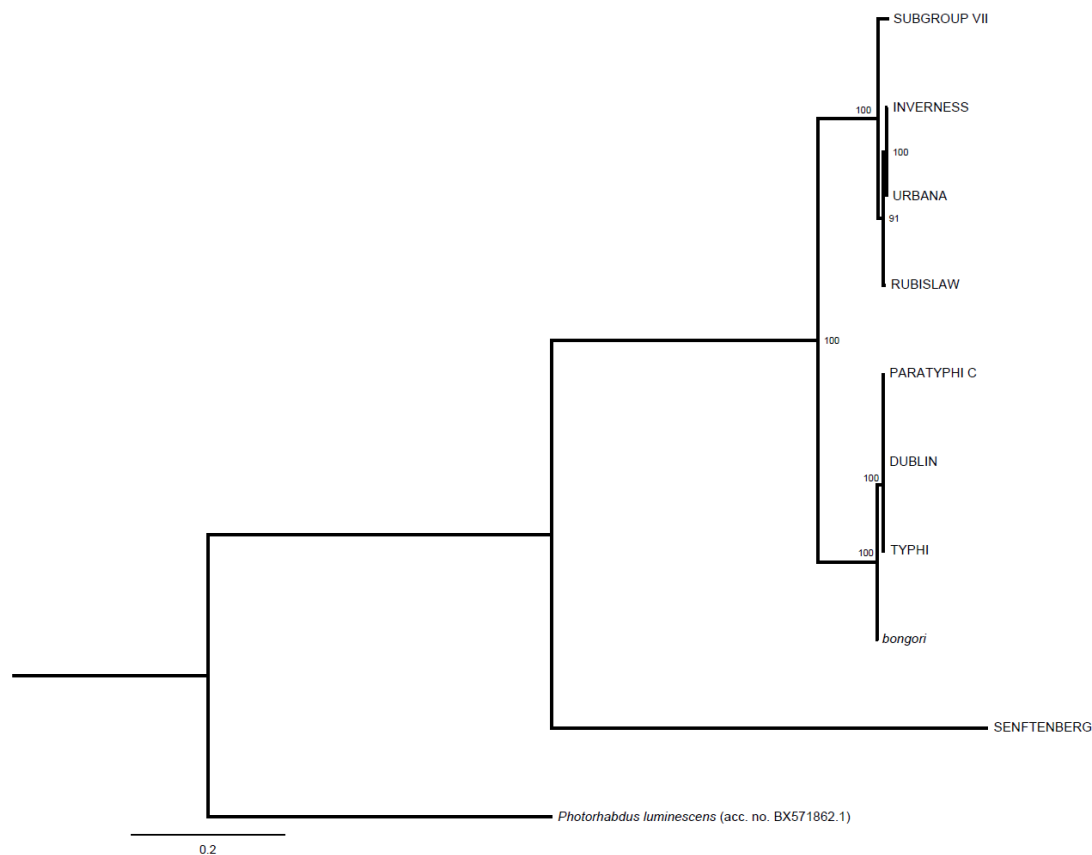 SUBGROUP VII
100
INVERNESS
100
URBANA
91
RUBISLAW
100
PARATYPHI C
DUBLIN
100
100
TYPHI
bongori
SENFTENBERG
Photorhabdus luminescens (acc. no. BX571862.1)
0.2